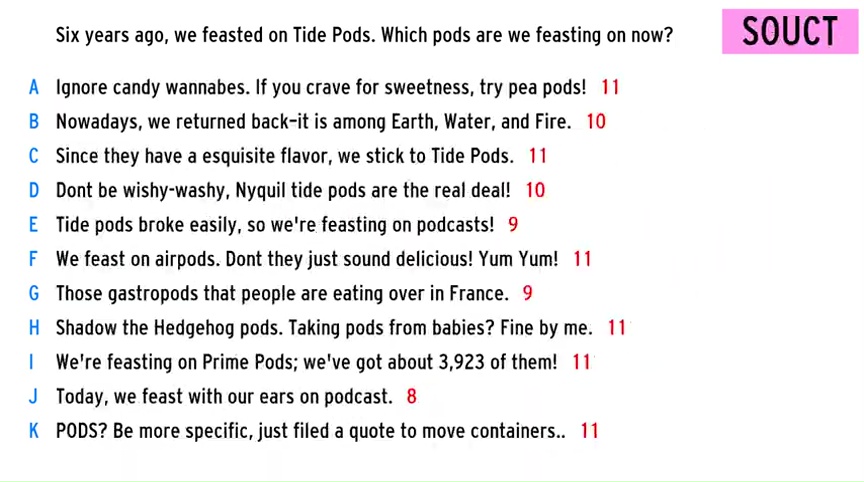 Six years ago, we feasted on Tide Pods. Which pods are we feasting on now?
SOUCT
A Ignore candy wannabes. If you crave for sweetness, try pea pods! 11
B Nowadays, we returned back-it is among Earth, Water, and Fire. 10
C Since they have a esquisite flavor, we stick to Tide Pods. 11
D Dont be wishy-washy, Nyquil tide pods are the real deal! 10
E Tide pods broke easily, so we're feasting on podcasts! 9
F We feast on airpods. Dont they just sound delicious! Yum Yum! 11
G Those gastropods that people are eating over in France. 9
H Shadow the Hedgehog pods. Taking pods from babies? Fine by me. 11
I We're feasting on Prime Pods; we've got about 3,923 of them! 11
J Today, we feast with our ears on podcast. 8
K PODS? Be more specific, just filed a quote to move containers.. 11